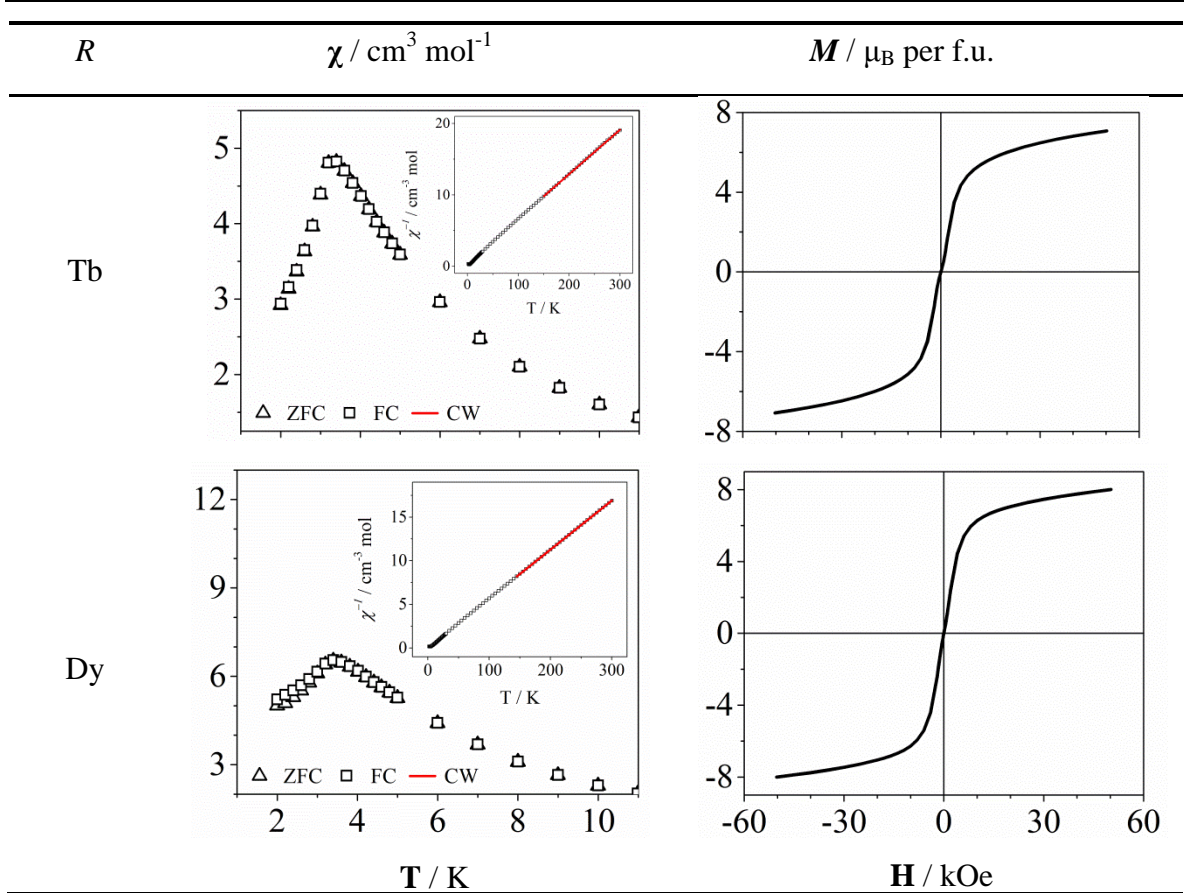 R χ / cm³ mol⁻¹ M / μB per f.u.
Tb
5
4
3
2
20
10
0
χ⁻¹ / cm⁻³ mol
0 100 200 300
T / K
ZFC FC CW
8
4
0
-4
-8
Dy
12
9
6
3
15
10
5
0
χ⁻¹ / cm⁻³ mol
0 100 200 300
T / K
ZFC FC CW
2 4 6 8 10
T / K
8
4
0
-4
-8
-60 -30 0 30 60
H / kOe